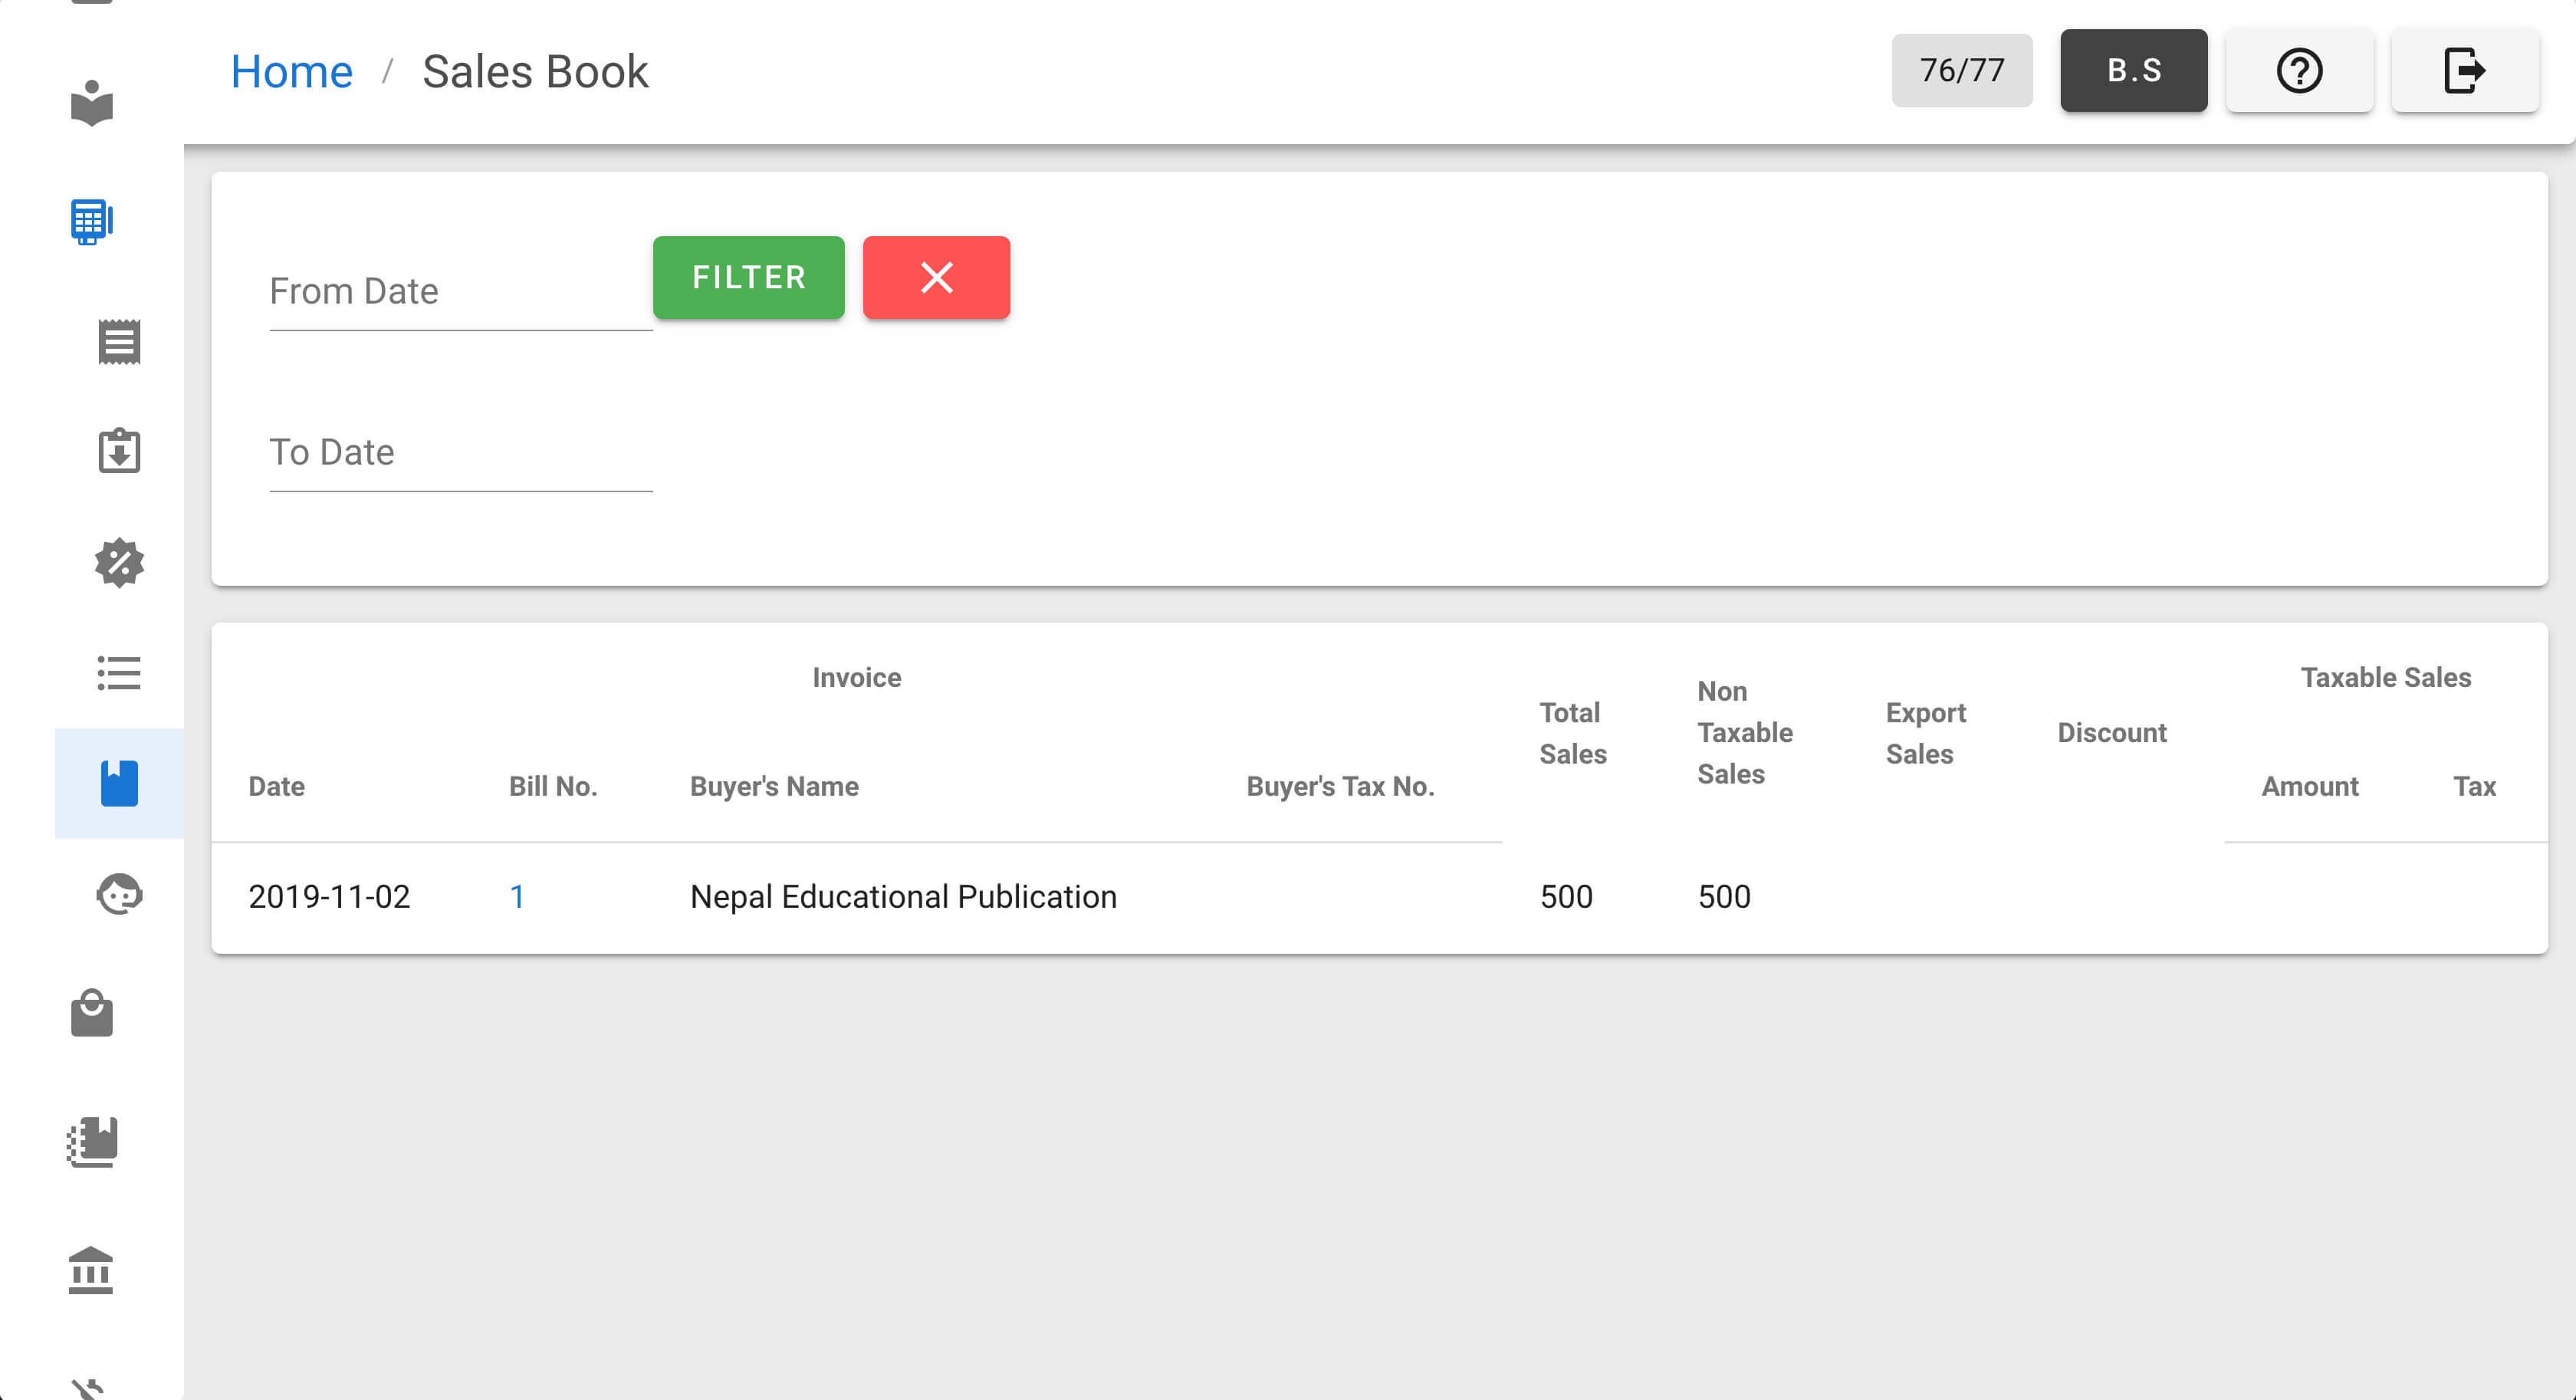 Home / Sales Book
76/77
B.S
From Date
FILTER
To Date
Invoice
Total Sales
Non Taxable Sales
Export Sales
Discount
Taxable Sales
Date
Bill No.
Buyer's Name
Buyer's Tax No.
Amount
Tax
2019-11-02 1 Nepal Educational Publication 500 500